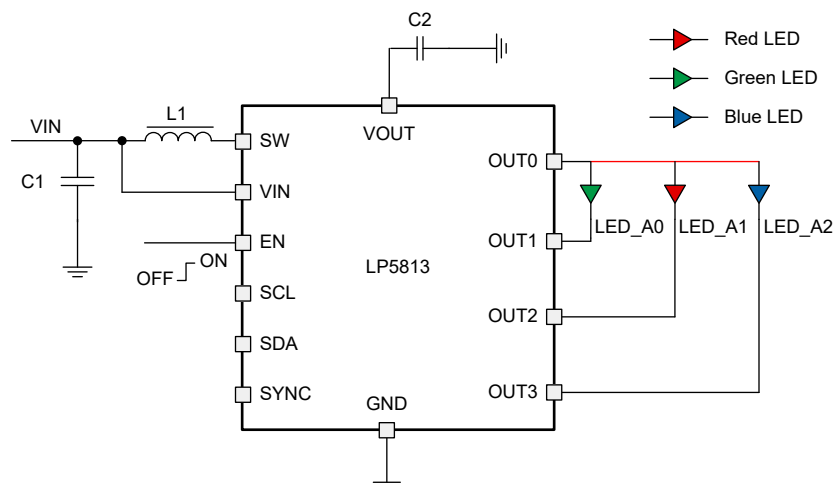 C2
Red LED
Green LED
Blue LED
VIN
L1
C1
SW
VOUT
OUT0
VIN
LED_A0
LED_A1
LED_A2
EN
OUT1
OFF
ON
LP5813
SCL
OUT2
SDA
SYNC
GND
OUT3